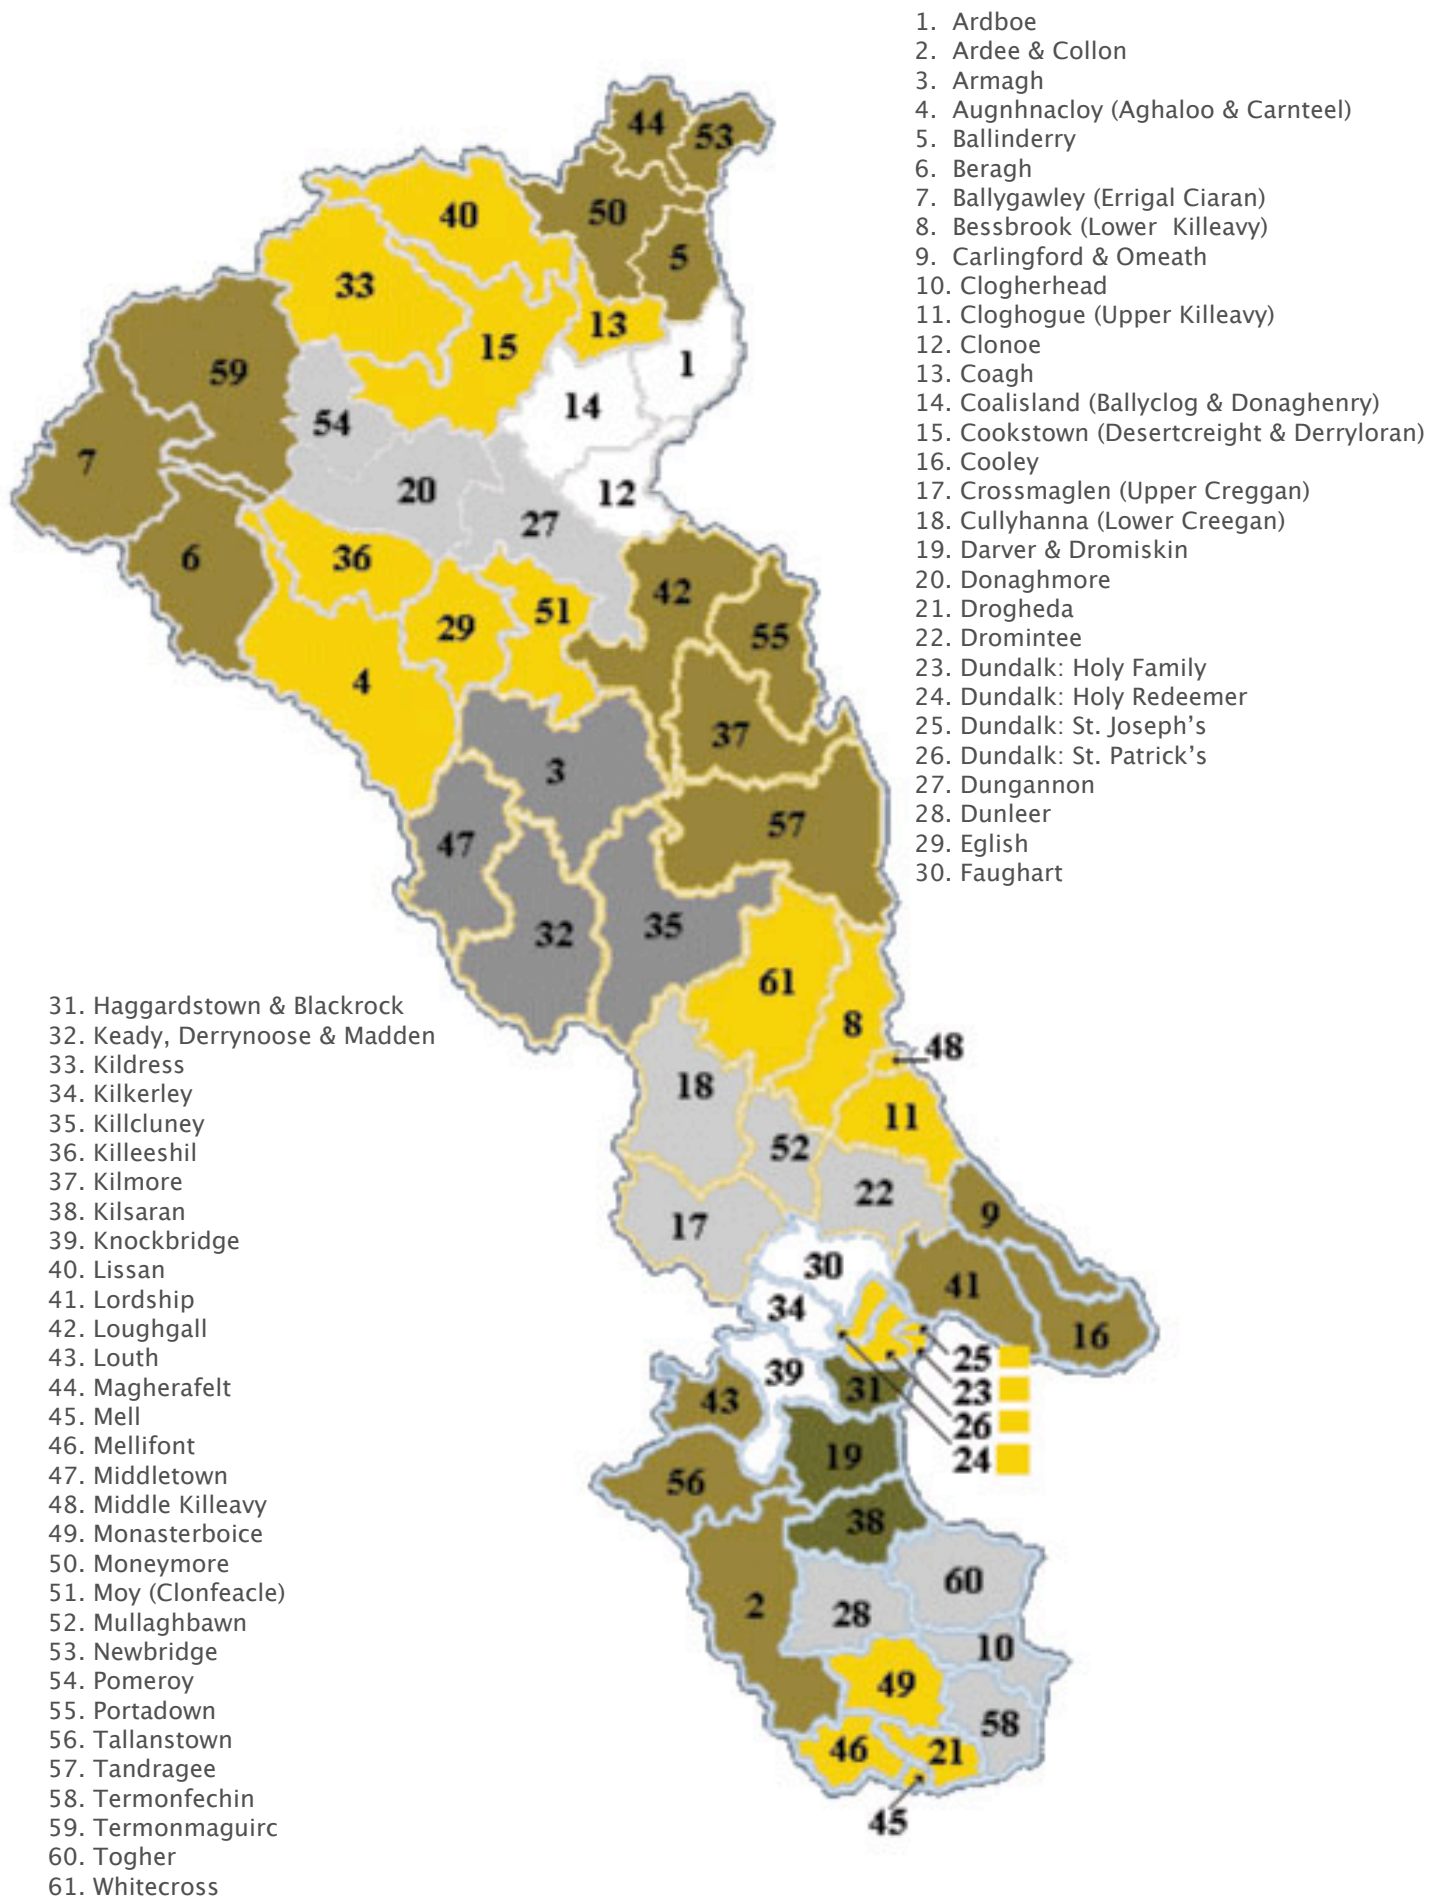 1. Ardboe
2. Ardee & Collon
3. Armagh
4. Augnhnacloy (Aghaloo & Carnteel)
5. Ballinderry
6. Beragh
7. Ballygawley (Errigal Ciaran)
8. Bessbrook (Lower Killeavy)
9. Carlingford & Omeath
10. Clogherhead
11. Cloghogue (Upper Killeavy)
12. Clonoe
13. Coagh
14. Coalisland (Ballyclog & Donaghenry)
15. Cookstown (Desertcreight & Derryloran)
16. Cooley
17. Crossmaglen (Upper Creggan)
18. Cullyhanna (Lower Creegan)
19. Darver & Dromiskin
20. Donaghmore
21. Drogheda
22. Dromintee
23. Dundalk: Holy Family
24. Dundalk: Holy Redeemer
25. Dundalk: St. Joseph's
26. Dundalk: St. Patrick's
27. Dungannon
28. Dunleer
29. Eglish
30. Faughart
31. Haggardstown & Blackrock
32. Keady, Derrynoose & Madden
33. Kildress
34. Kilkerley
35. Killcluney
36. Killeeshil
37. Kilmore
38. Kilsaran
39. Knockbridge
40. Lissan
41. Lordship
42. Loughgall
43. Louth
44. Magherafelt
45. Mell
46. Mellifont
47. Middletown
48. Middle Killeavy
49. Monasterboice
50. Moneymore
51. Moy (Clonfeacle)
52. Mullaghbawn
53. Newbridge
54. Pomeroy
55. Portadown
56. Tallanstown
57. Tandragee
58. Termonfechin
59. Termonmaguirc
60. Togher
61. Whitecross
44
53
40
50
5
33
13
15
1
59
14
54
7
20
12
27
6
36
42
51
29
55
4
37
3
57
47
35
32
61
8
48
18
11
52
22
9
17
30
41
34
16
25
39
31
23
43
26
19
24
56
38
60
2
28
10
49
58
46
21
45